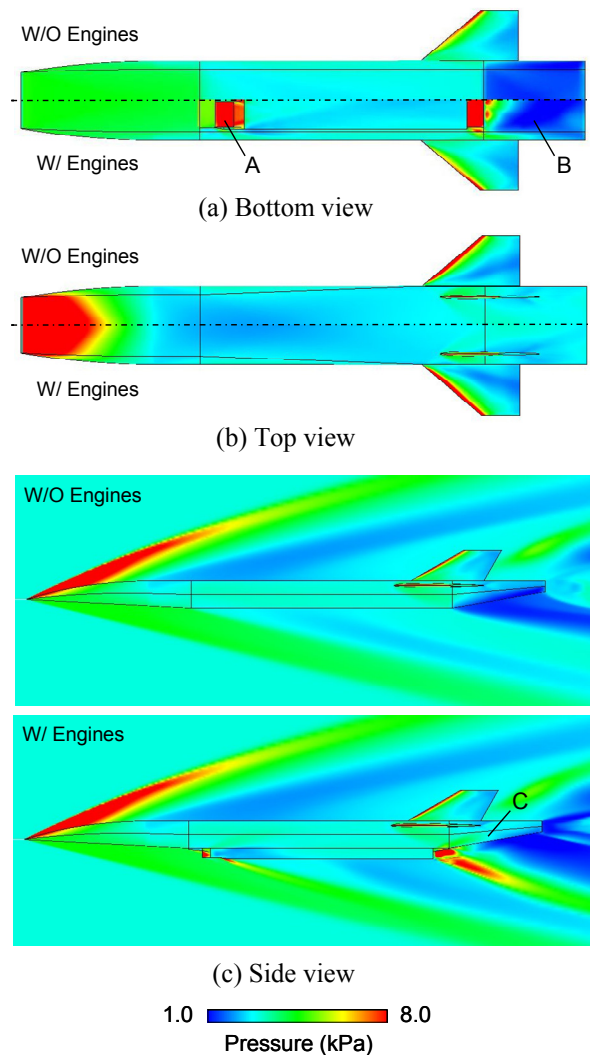 W/O Engines
W/ Engines
A
B
(a) Bottom view
W/O Engines
W/ Engines
(b) Top view
W/O Engines
W/ Engines
C
(c) Side view
1.0 8.0
Pressure (kPa)